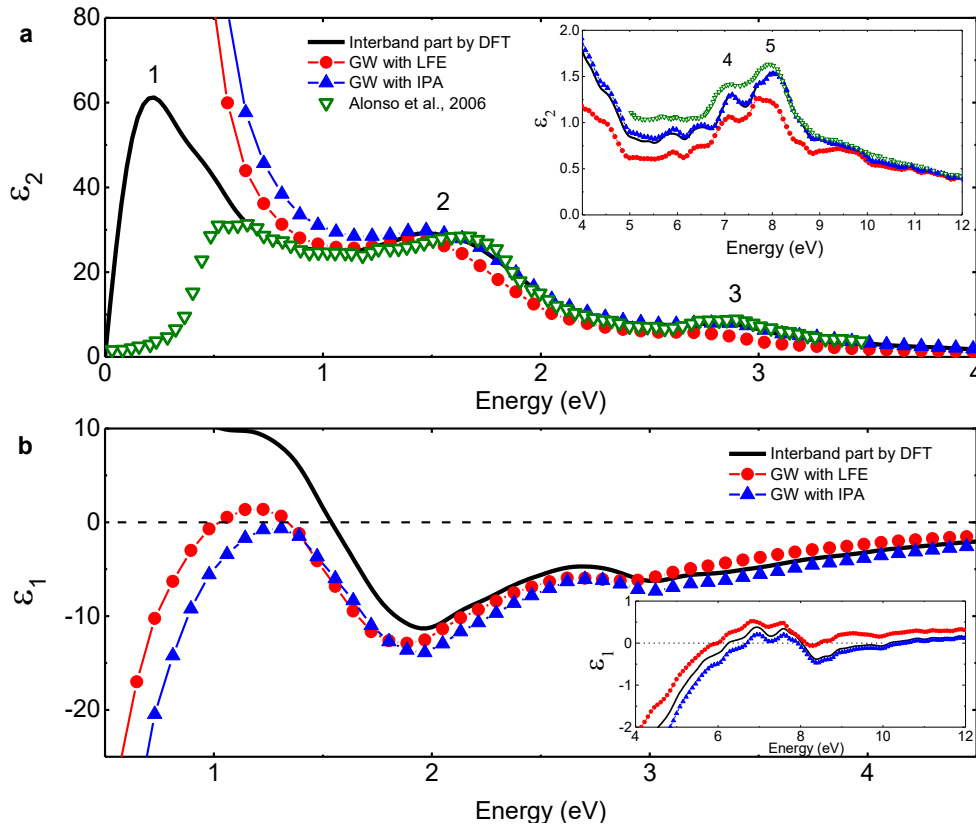 a
80
60
40
20
0
ε2
1
2
3
Interband part by DFT
GW with LFE
GW with IPA
Alonso et al., 2006
0 1 2 3 4
Energy (eV)
2.0
1.5
1.0
0.5
0.0
ε2
4 5
4 5 6 7 8 9 10 11 12
Energy (eV)
b
10
0
-10
-20
ε1
Interband part by DFT
GW with LFE
GW with IPA
1 2 3 4
Energy (eV)
1
0
-1
-2
ε1
4 6 8 10 12
Energy (eV)